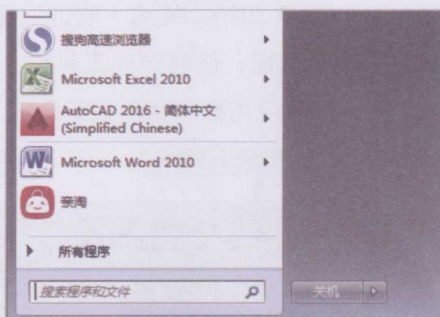 搜狗高速浏览器
Microsoft Excel 2010
AutoCAD 2016 - 简体中文
(Simplified Chinese)
Microsoft Word 2010
亲淘
所有程序
搜索程序和文件
关机